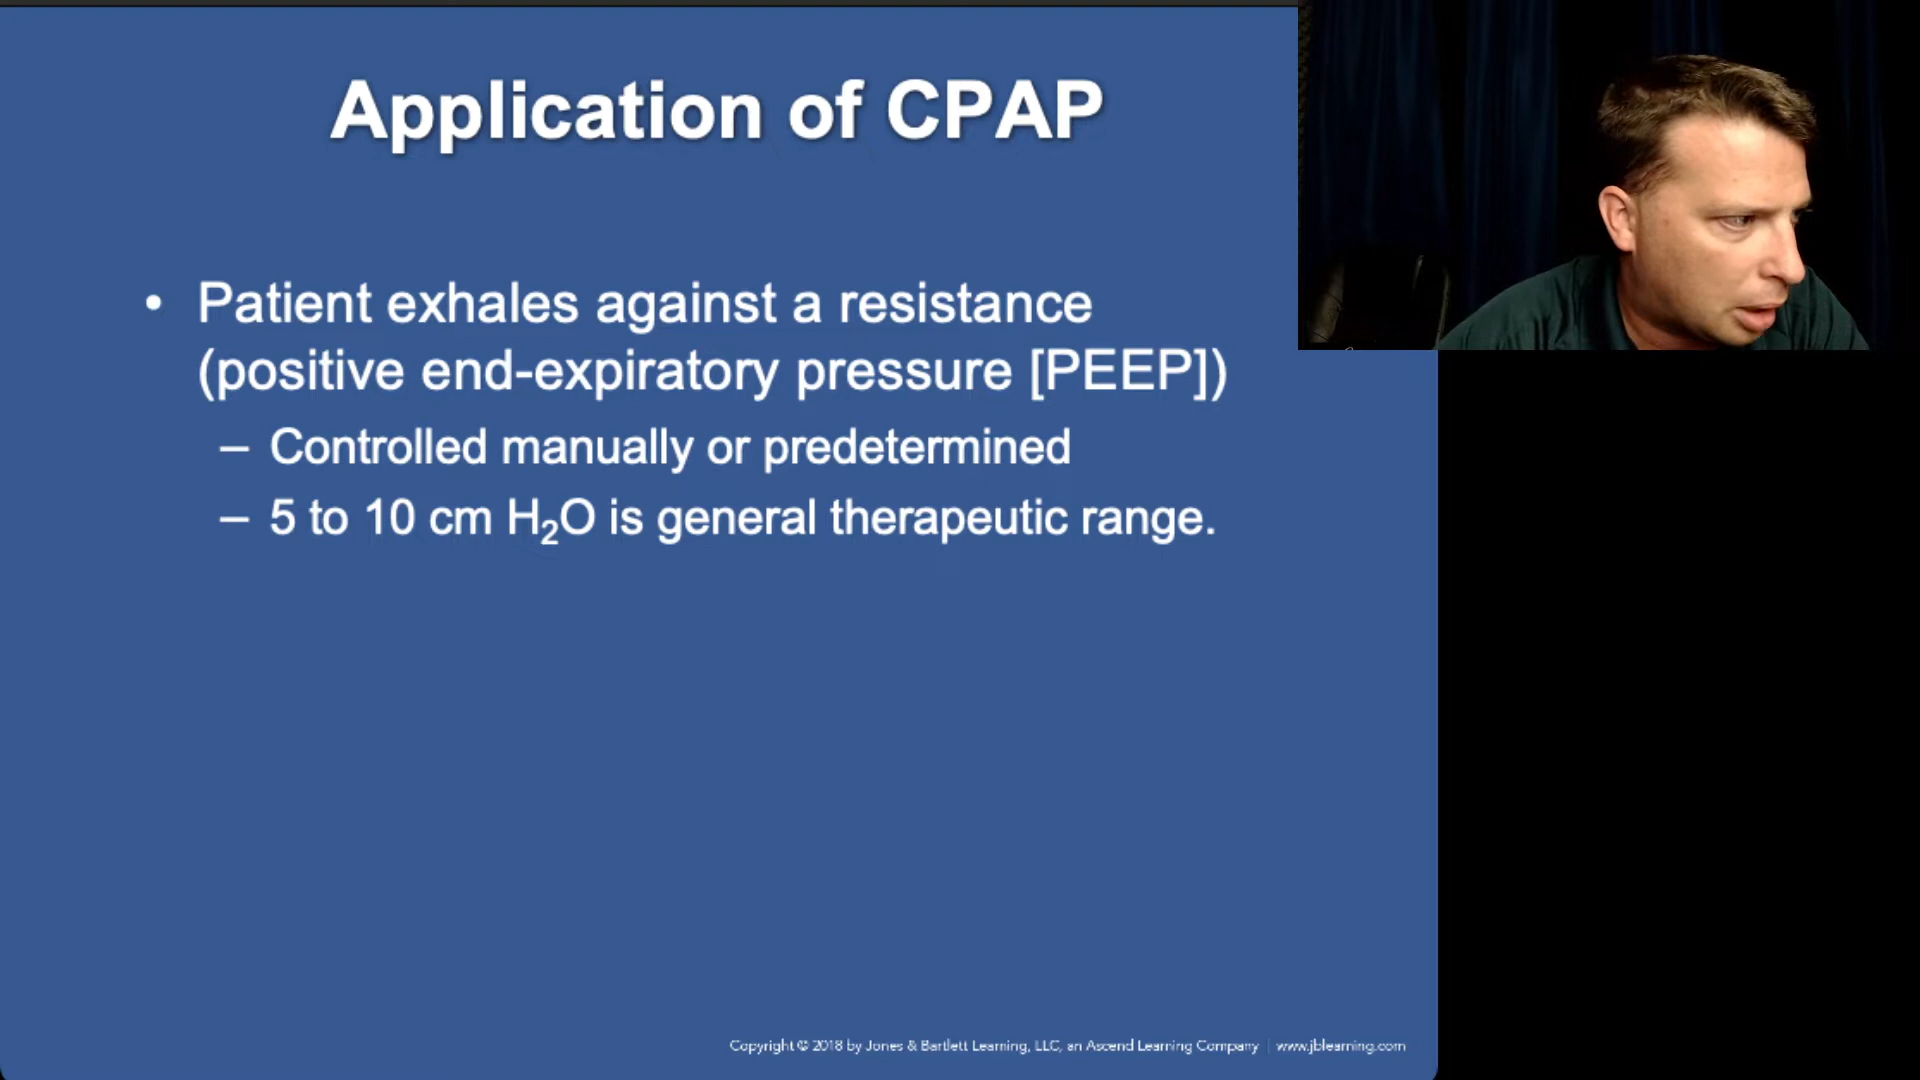 Application of CPAP
• Patient exhales against a resistance
(positive end-expiratory pressure [PEEP])
– Controlled manually or predetermined
– 5 to 10 cm H₂O is general therapeutic range.
Copyright © 2018 by Jones & Bartlett Learning, LLC, an Ascend Learning Company | www.jblearning.com